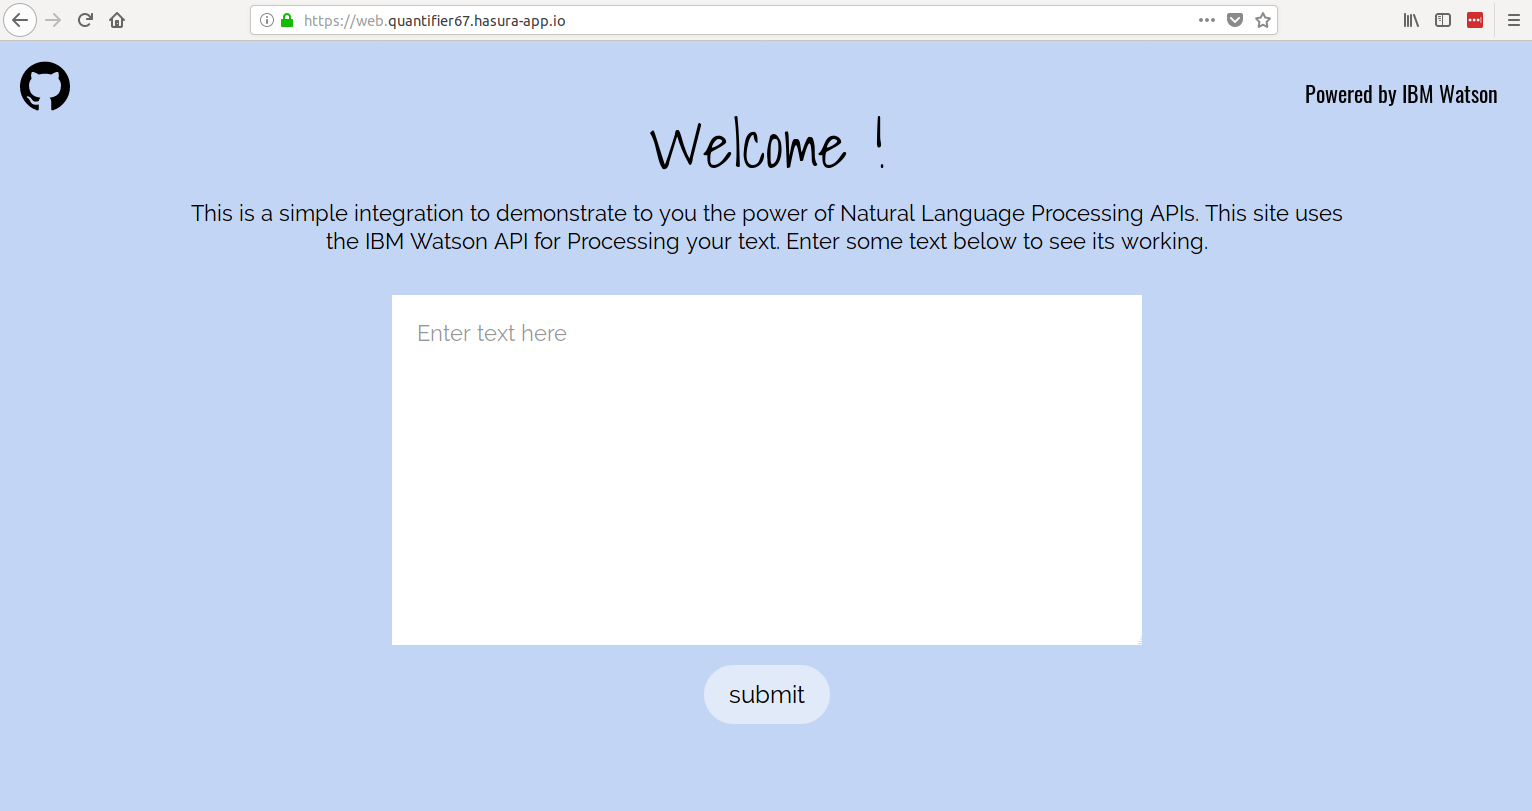 https://web.quantifier67.hasura-app.io
Powered by IBM Watson
Welcome !
This is a simple integration to demonstrate to you the power of Natural Language Processing APIs. This site uses
the IBM Watson API for Processing your text. Enter some text below to see its working.
Enter text here
submit